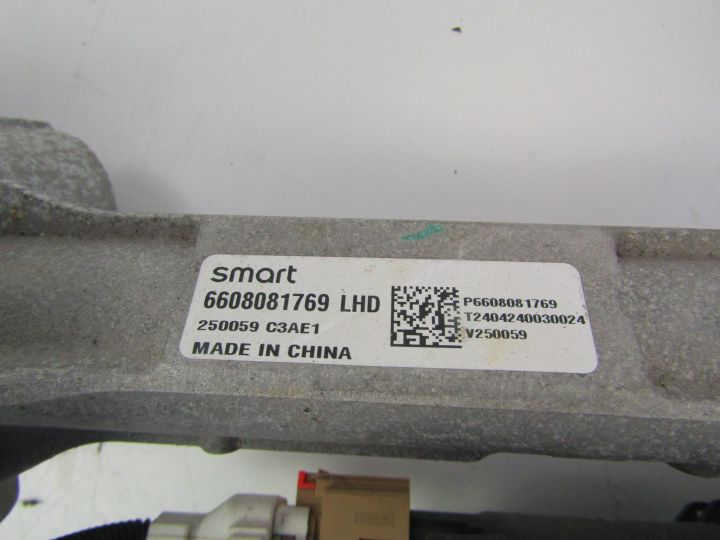 smart
6608081769 LHD
250059 C3AE1
MADE IN CHINA
P6608081769
T2404240030024
V250059